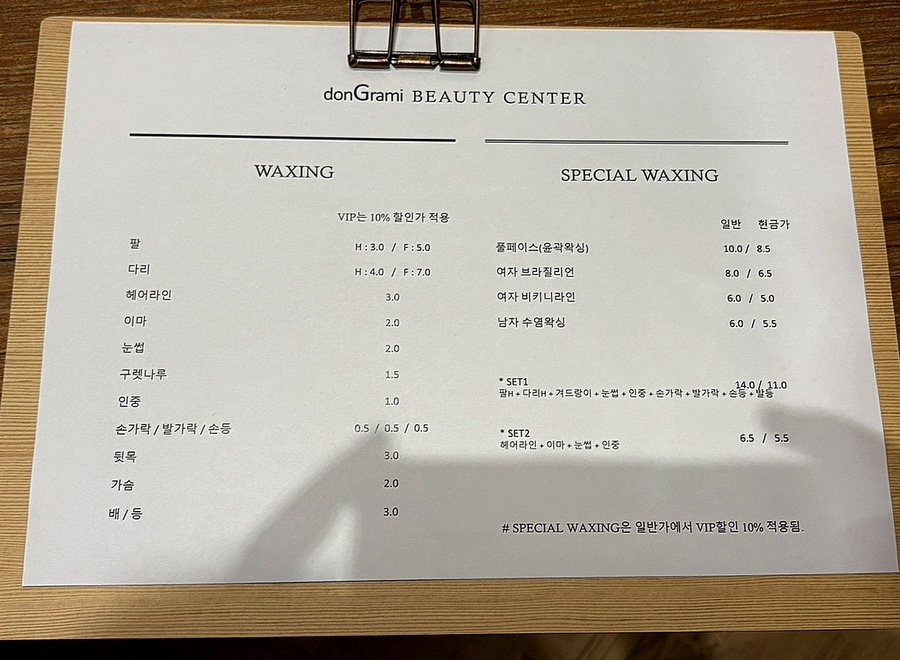 donGrami BEAUTY CENTER
WAXING
VIP는 10% 할인가 적용
팔 H : 3.0 / F : 5.0
다리 H : 4.0 / F : 7.0
헤어라인 3.0
이마 2.0
눈썹 2.0
구렛나루 1.5
인중 1.0
손가락 / 발가락 / 손등 0.5 / 0.5 / 0.5
뒷목 3.0
가슴 2.0
배 / 등 3.0
SPECIAL WAXING
일반 현금가
풀페이스(윤곽왁싱) 10.0 / 8.5
여자 브라질리언 8.0 / 6.5
여자 비키니라인 6.0 / 5.0
남자 수염왁싱 6.0 / 5.5
* SET1 14.0 / 11.0
팔H + 다리H + 겨드랑이 + 눈썹 + 인중 + 손가락 + 발가락 + 손등 + 발등
* SET2 6.5 / 5.5
헤어라인 + 이마 + 눈썹 + 인중
# SPECIAL WAXING은 일반가에서 VIP할인 10% 적용됨.